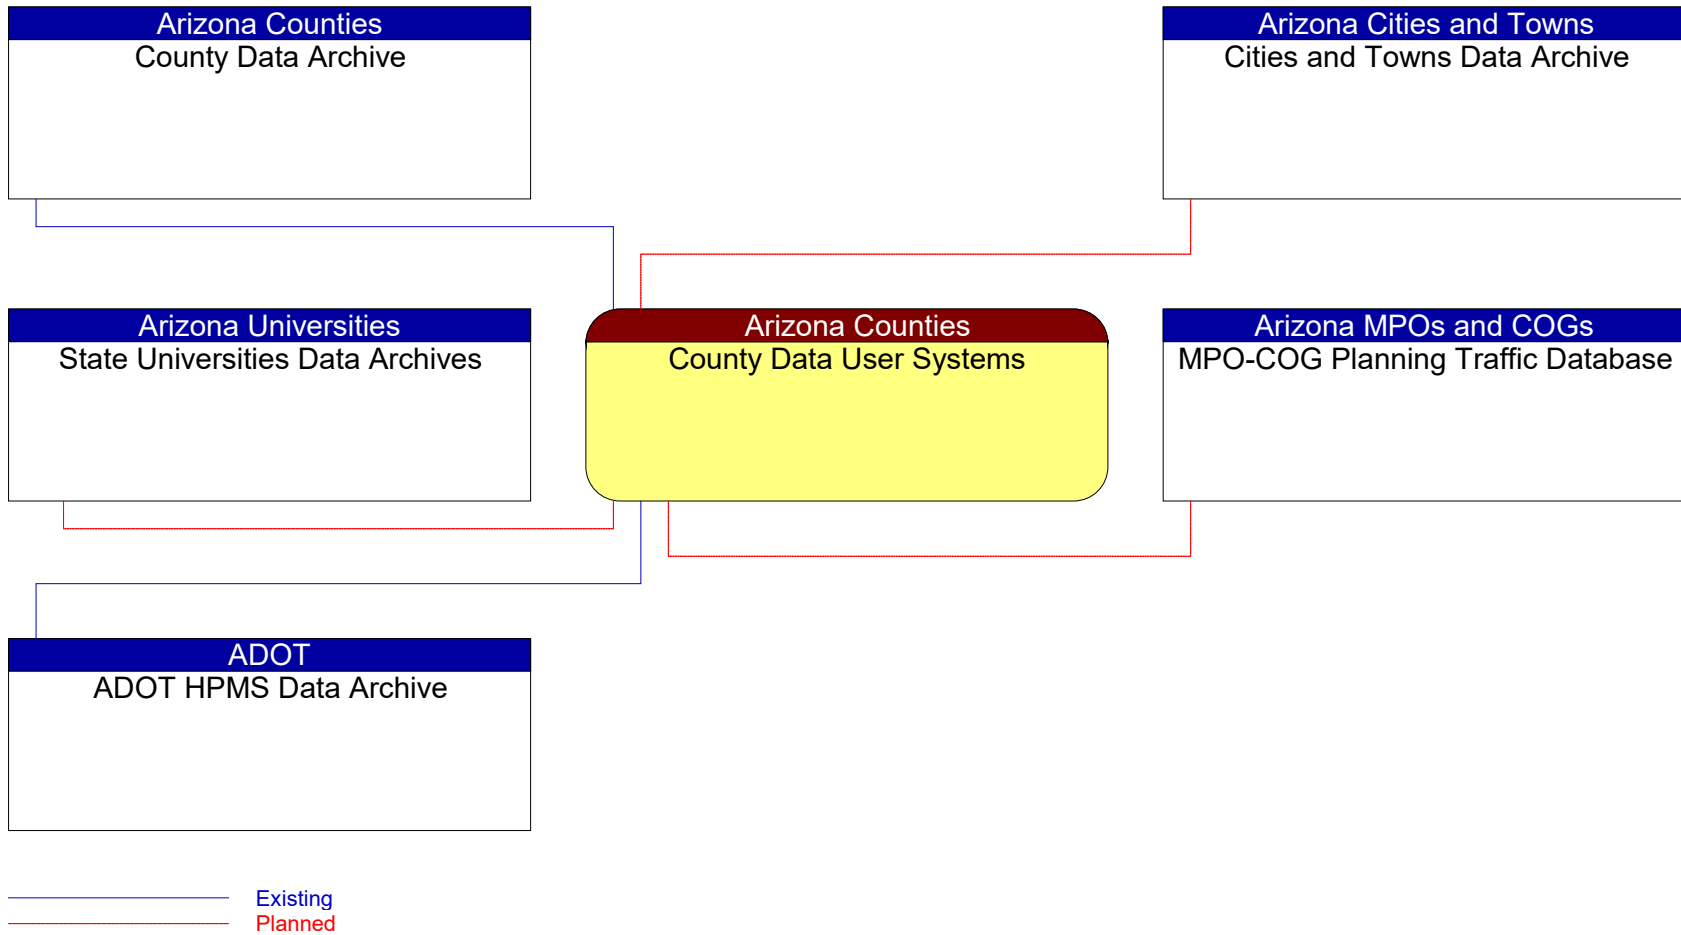 Arizona Counties
County Data Archive
Arizona Cities and Towns
Cities and Towns Data Archive
Arizona Universities
State Universities Data Archives
Arizona Counties
County Data User Systems
Arizona MPOs and COGs
MPO-COG Planning Traffic Database
ADOT
ADOT HPMS Data Archive
Existing
Planned